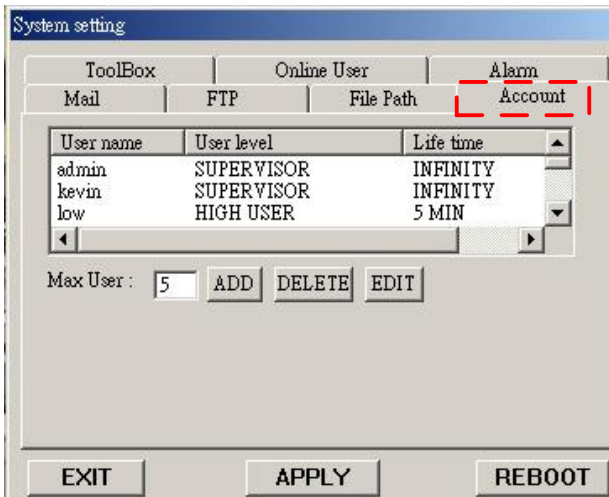 System setting
ToolBox Online User Alarm
Mail FTP File Path Account
User name User level Life time
admin SUPERVISOR INFINITY
kevin SUPERVISOR INFINITY
low HIGH USER 5 MIN
Max User : 5 ADD DELETE EDIT
EXIT APPLY REBOOT